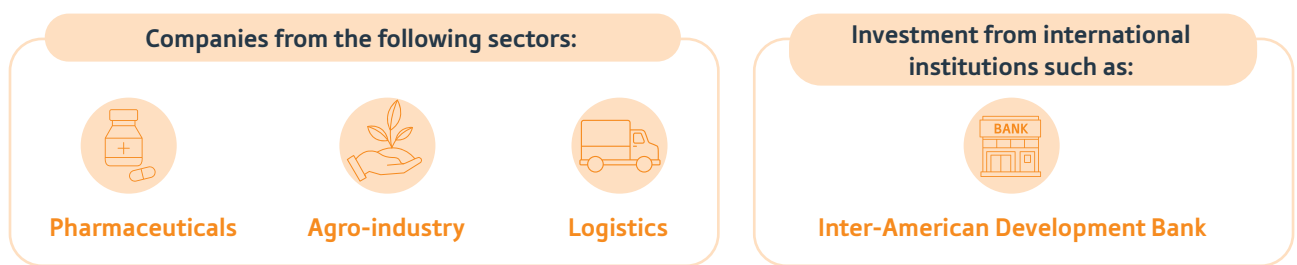 Companies from the following sectors:
Pharmaceuticals
Agro-industry
Logistics
Investment from international
institutions such as:
BANK
Inter-American Development Bank